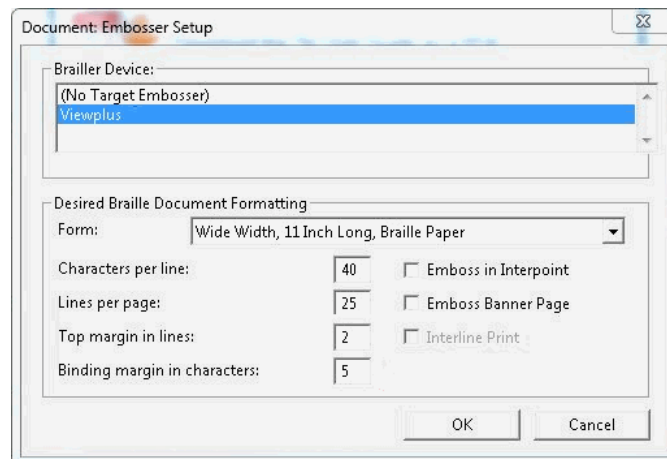 Document: Embosser Setup
Brailler Device:
(No Target Embosser)
Viewplus
Desired Braille Document Formatting
Form: Wide Width, 11 Inch Long, Braille Paper
Characters per line: 40 Emboss in Interpoint
Lines per page: 25 Emboss Banner Page
Top margin in lines: 2 Interline Print
Binding margin in characters: 5
OK Cancel